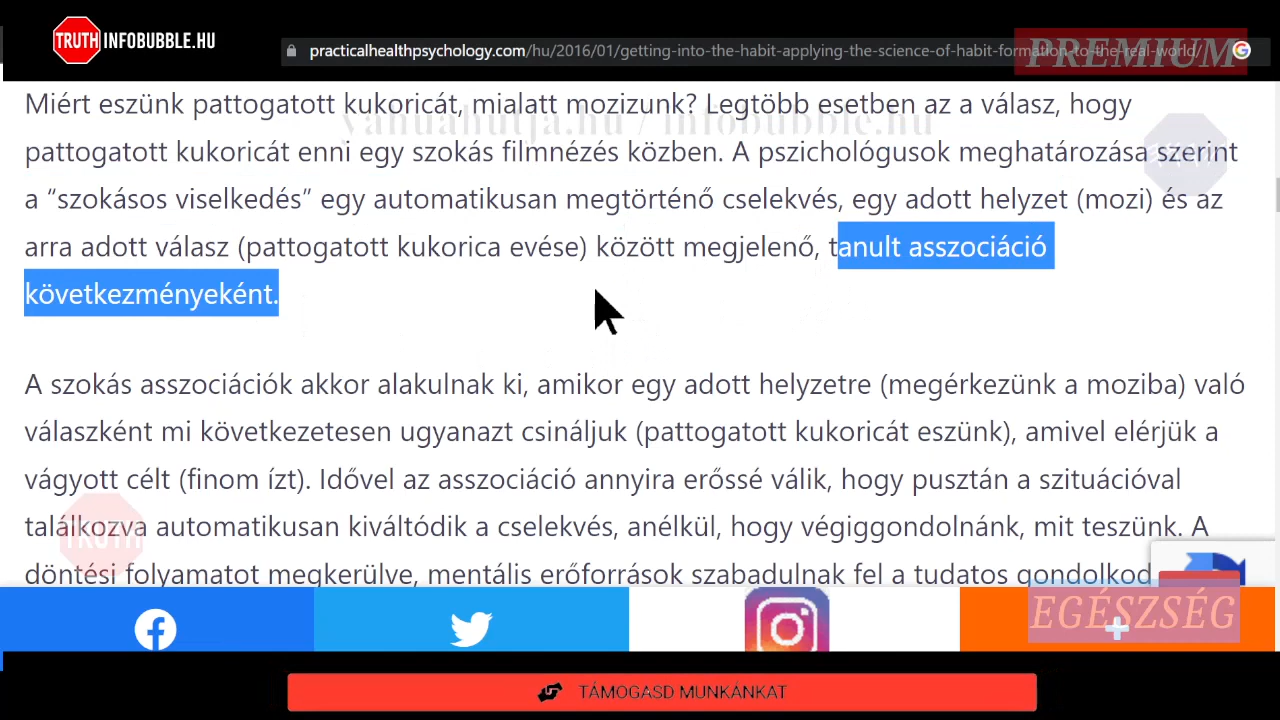 TRUTH INFOBUBBLE.HU
practicalhealthpsychology.com/hu/2016/01/getting-into-the-habit-applying-the-science-of-habit-formation-to-the-real-world/
PREMIUM
Miért eszünk pattogatott kukoricát, mialatt mozizunk? Legtöbb esetben az a válasz, hogy
yanuahutja.hu / infobubble.hu
pattogatott kukoricát enni egy szokás filmnézés közben. A pszichológusok meghatározása szerint
a “szokásos viselkedés” egy automatikusan megtörténő cselekvés, egy adott helyzet (mozi) és az
arra adott válasz (pattogatott kukorica evése) között megjelenő, tanult asszociáció
következményeként.
A szokás asszociációk akkor alakulnak ki, amikor egy adott helyzetre (megérkezünk a moziba) való
válaszként mi következetesen ugyanazt csináljuk (pattogatott kukoricát eszünk), amivel elérjük a
vágyott célt (finom ízt). Idővel az asszociáció annyira erőssé válik, hogy pusztán a szituációval
találkozva automatikusan kiváltódik a cselekvés, anélkül, hogy végiggondolnánk, mit teszünk. A
TRUTH
döntési folyamatot megkerülve, mentális erőforrások szabadulnak fel a tudatos gondolkod
EGÉSZSÉG
TÁMOGASD MUNKÁNKAT